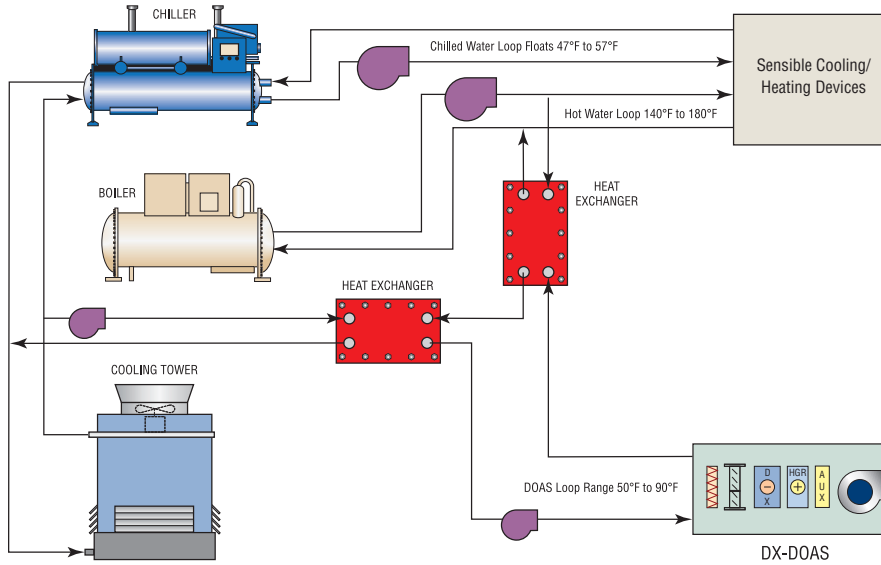 CHILLER
Chilled Water Loop Floats 47°F to 57°F
Sensible Cooling/
Heating Devices
Hot Water Loop 140°F to 180°F
BOILER
HEAT
EXCHANGER
HEAT EXCHANGER
COOLING TOWER
DOAS Loop Range 50°F to 90°F
D
X
HGR
A
U
X
DX-DOAS